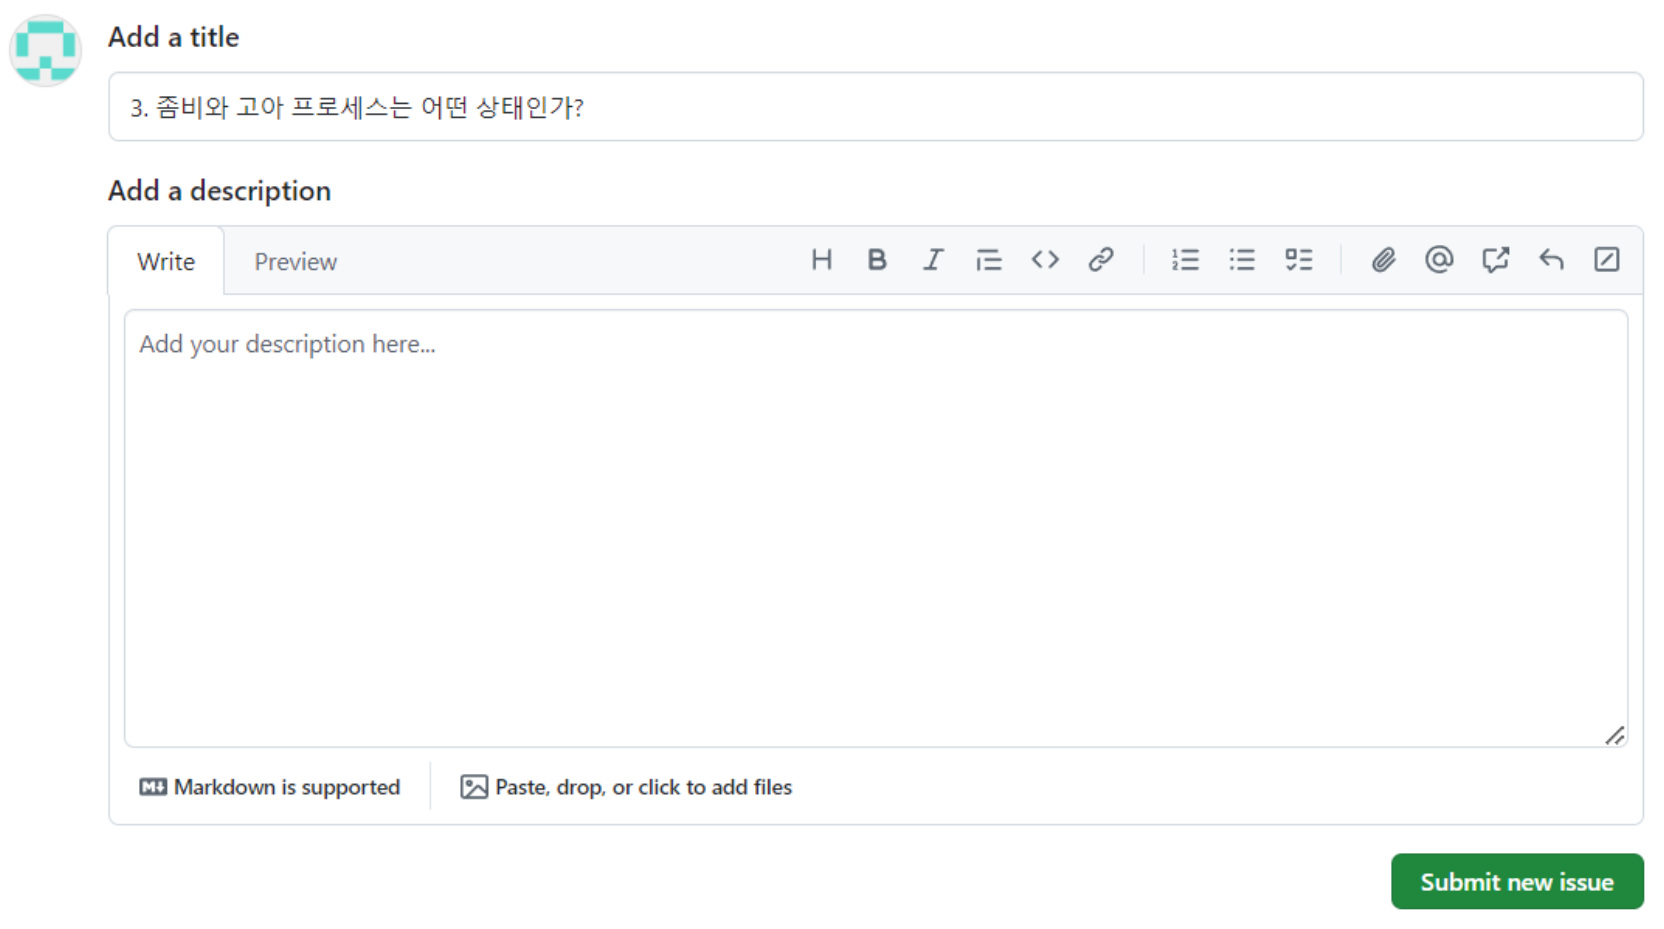 Add a title
3. 좀비와 고아 프로세스는 어떤 상태인가?
Add a description
Write Preview
Add your description here...
Markdown is supported Paste, drop, or click to add files
Submit new issue